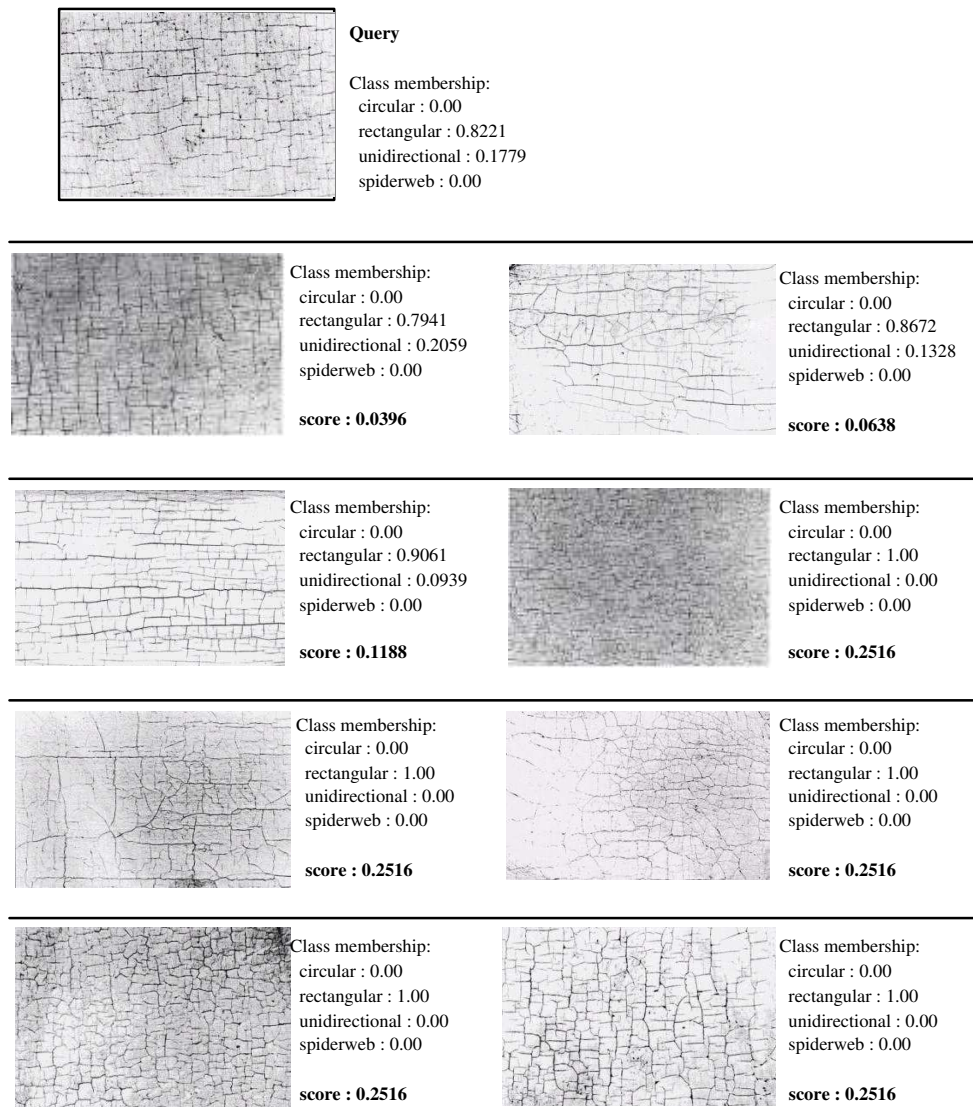 Query
Class membership:
circular : 0.00
rectangular : 0.8221
unidirectional : 0.1779
spiderweb : 0.00
Class membership:
circular : 0.00
rectangular : 0.7941
unidirectional : 0.2059
spiderweb : 0.00
score : 0.0396
Class membership:
circular : 0.00
rectangular : 0.8672
unidirectional : 0.1328
spiderweb : 0.00
score : 0.0638
Class membership:
circular : 0.00
rectangular : 0.9061
unidirectional : 0.0939
spiderweb : 0.00
score : 0.1188
Class membership:
circular : 0.00
rectangular : 1.00
unidirectional : 0.00
spiderweb : 0.00
score : 0.2516
Class membership:
circular : 0.00
rectangular : 1.00
unidirectional : 0.00
spiderweb : 0.00
score : 0.2516
Class membership:
circular : 0.00
rectangular : 1.00
unidirectional : 0.00
spiderweb : 0.00
score : 0.2516
Class membership:
circular : 0.00
rectangular : 1.00
unidirectional : 0.00
spiderweb : 0.00
score : 0.2516
Class membership:
circular : 0.00
rectangular : 1.00
unidirectional : 0.00
spiderweb : 0.00
score : 0.2516